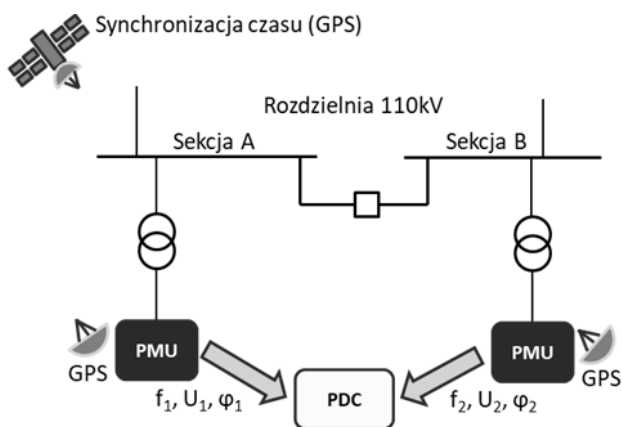 Synchronizacja czasu (GPS)
Rozdzielnia 110kV
Sekcja A
Sekcja B
PMU
PMU
GPS
GPS
f₁, U₁, φ₁
PDC
f₂, U₂, φ₂